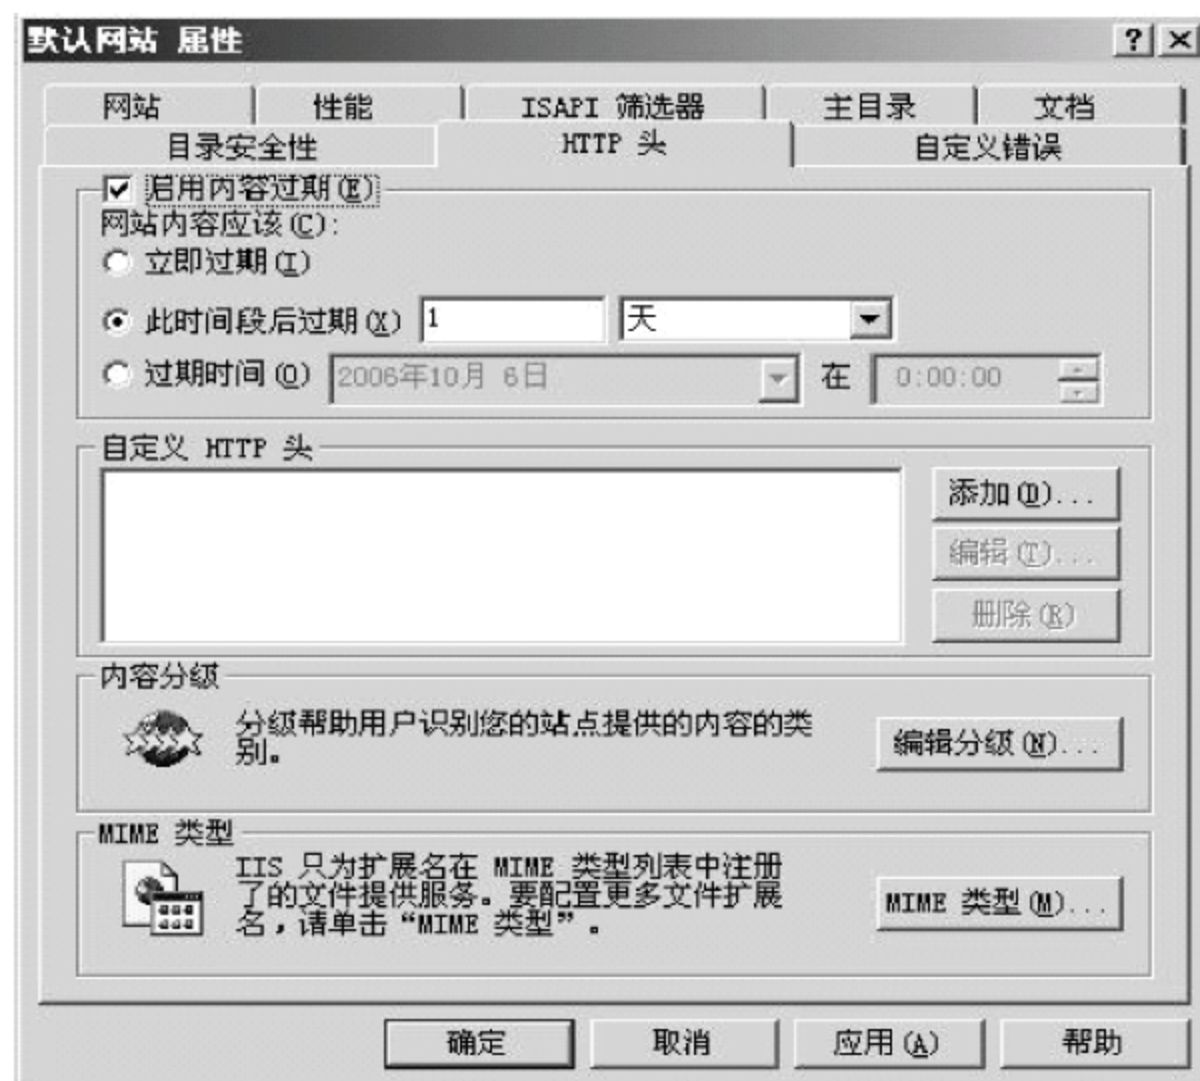 默认网站 属性
网站 性能 ISAPI 筛选器 主目录 文档
目录安全性 HTTP 头 自定义错误
启用内容过期(E)
网站内容应该(C):
立即过期(I)
此时间段后过期(X) 1 天
过期时间(O) 2006年10月 6日 在 0:00:00
自定义 HTTP 头
添加(D)...
编辑(T)...
删除(R)
内容分级
分级帮助用户识别您的站点提供的内容的类
别。
编辑分级(N)...
MIME 类型
IIS 只为扩展名在 MIME 类型列表中注册
了的文件提供服务。要配置更多文件扩展
名，请单击“MIME 类型”。
MIME 类型(M)...
确定 取消 应用(A) 帮助